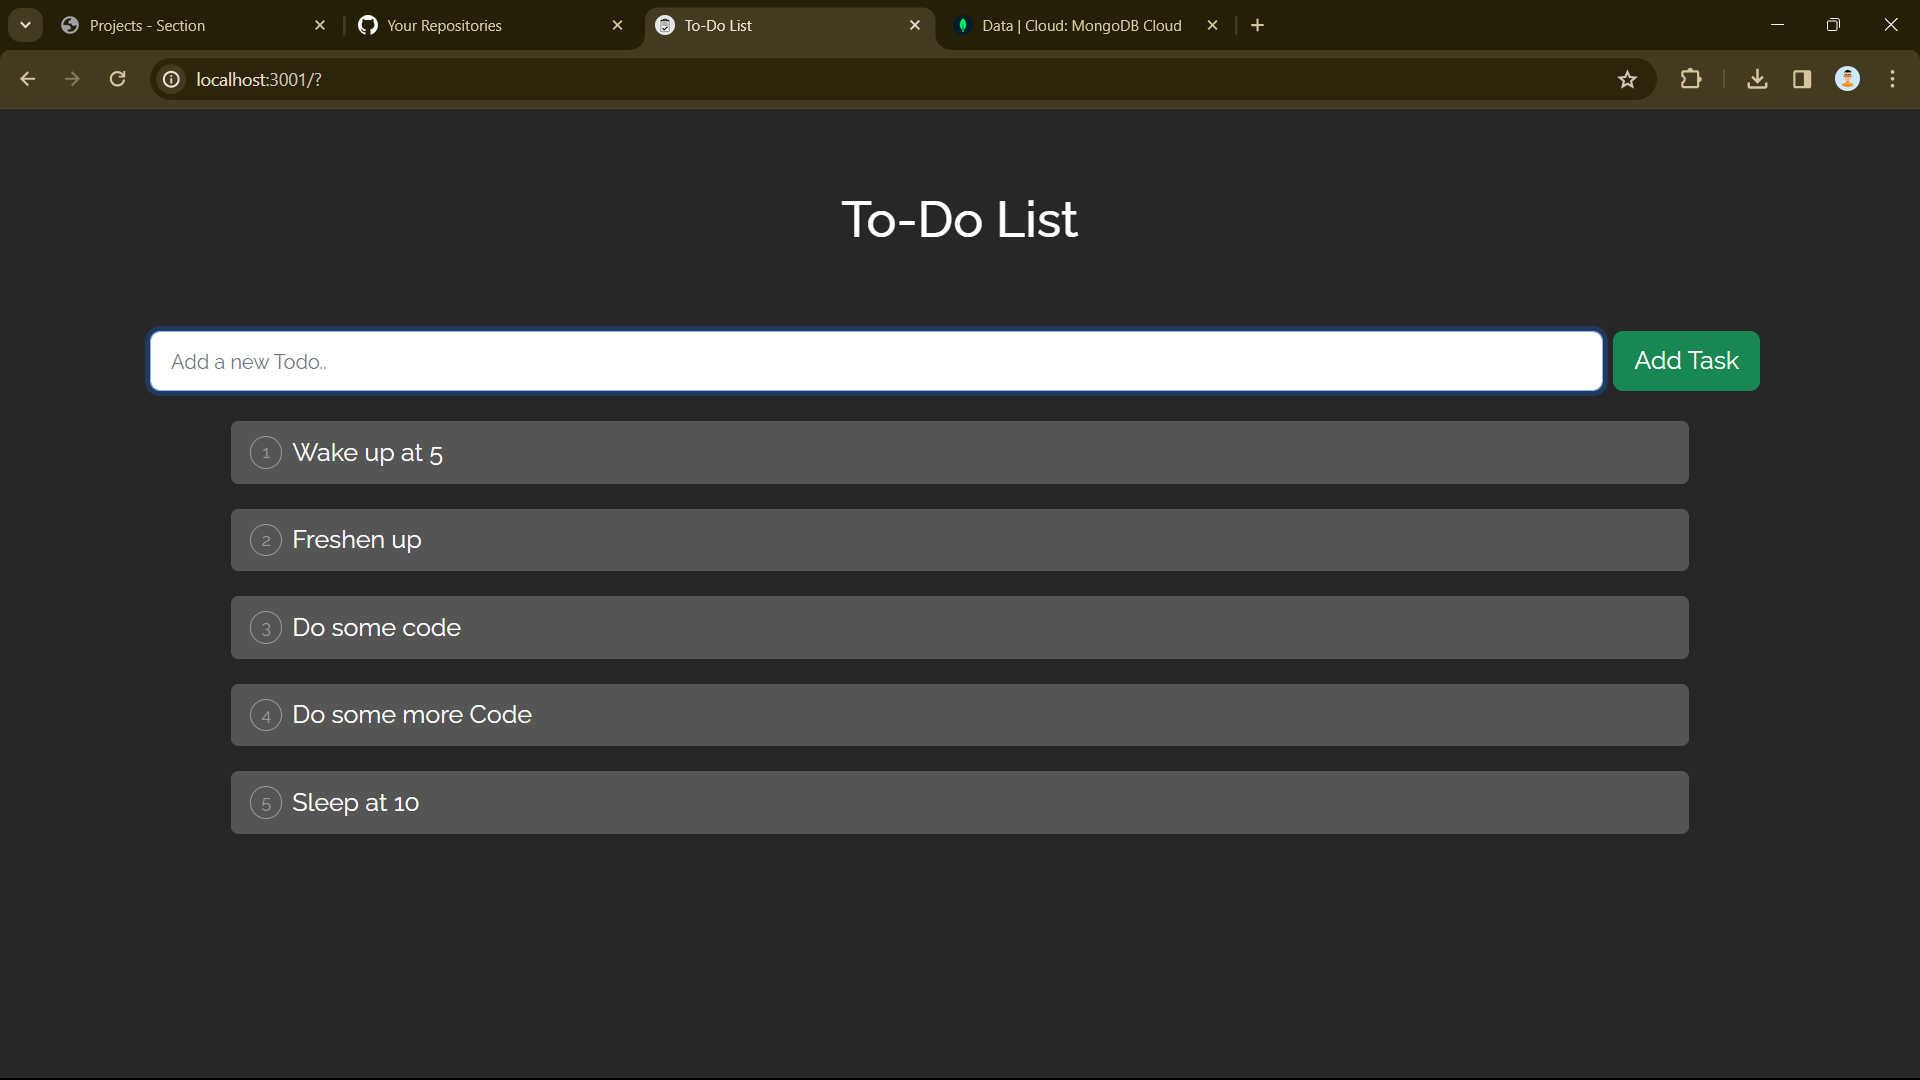 Projects - Section
Your Repositories
To-Do List
Data | Cloud: MongoDB Cloud
localhost:3001/?
To-Do List
Add a new Todo..
Add Task
1 Wake up at 5
2 Freshen up
3 Do some code
4 Do some more Code
5 Sleep at 10